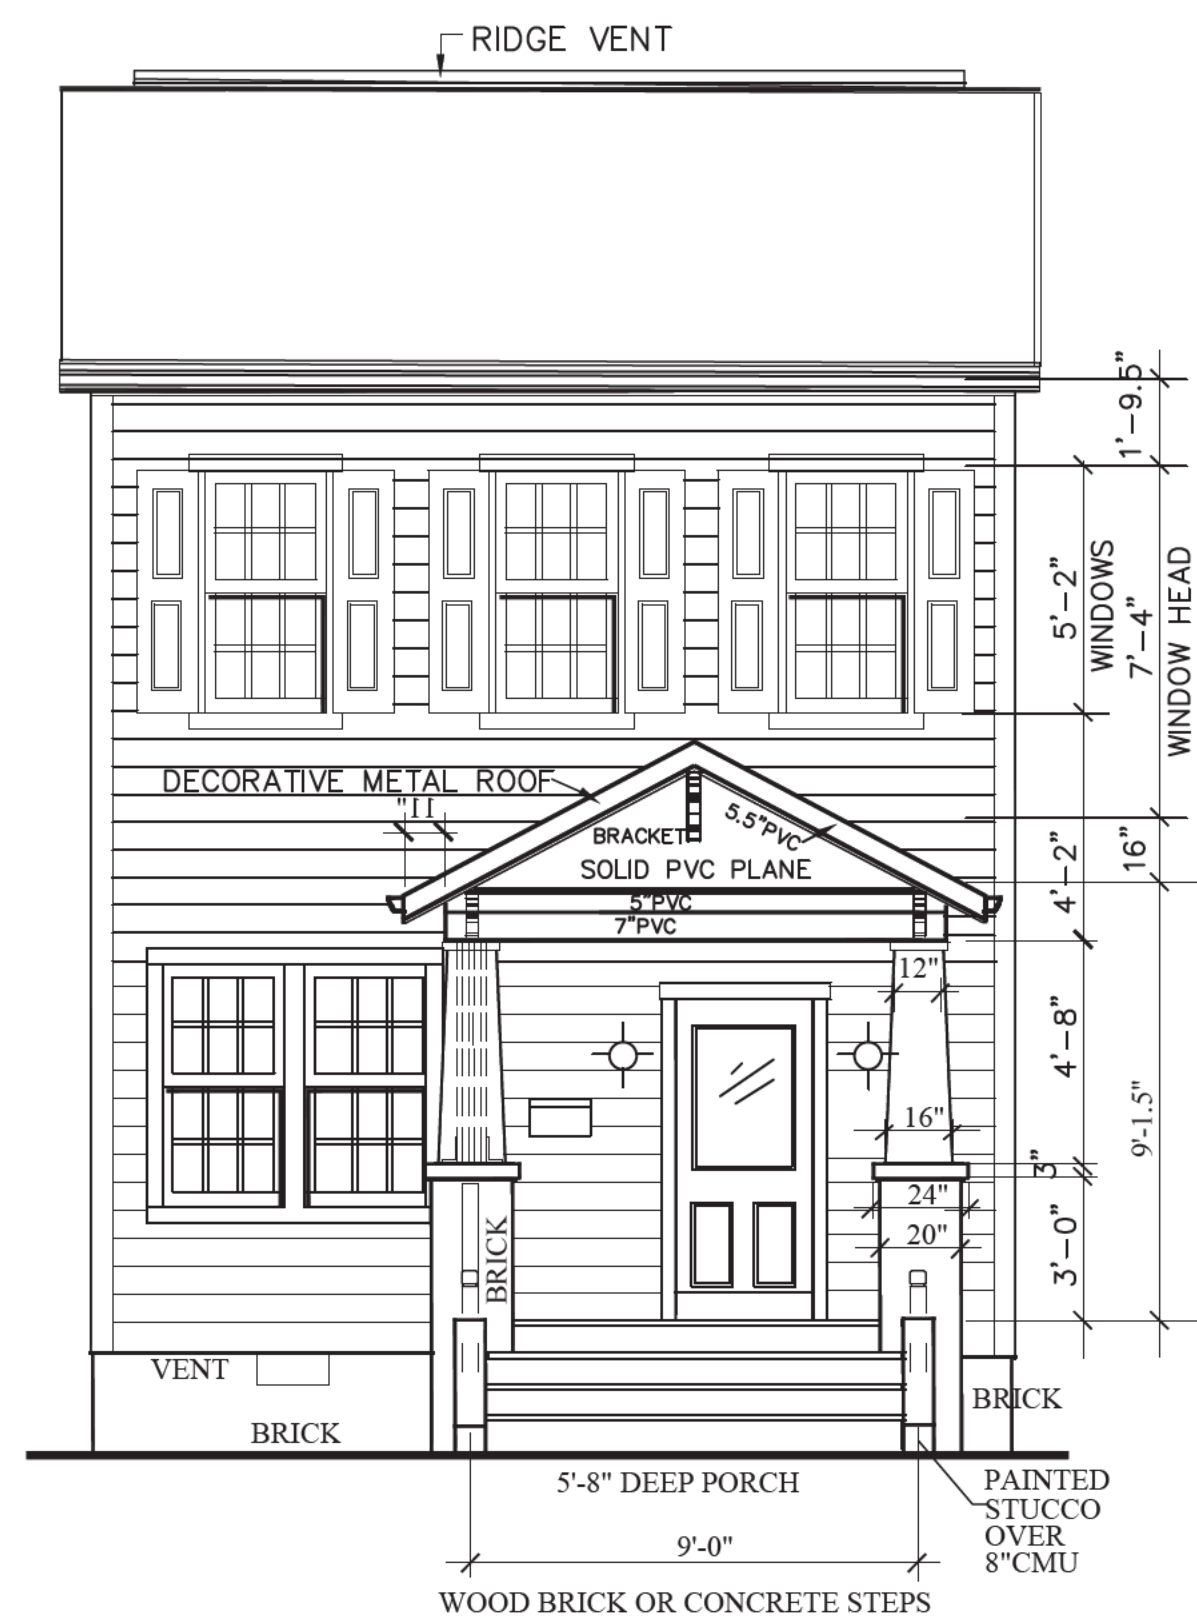 RIDGE VENT
1'-9.5"
5'-2"
WINDOWS
7'-4"
WINDOW HEAD
DECORATIVE METAL ROOF
11"
BRACKET
5.5"PVC
SOLID PVC PLANE
5"PVC
7"PVC
4'-2"
16"
12"
4'-8"
16"
9'-1.5"
3"
24"
20"
3'-0"
BRICK
VENT
BRICK
BRICK
5'-8" DEEP PORCH
PAINTED
STUCCO
OVER
8"CMU
9'-0"
WOOD BRICK OR CONCRETE STEPS